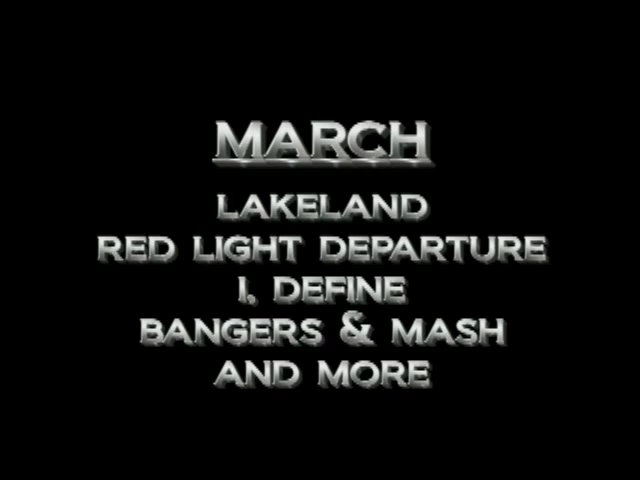 MARCH
LAKELAND
RED LIGHT DEPARTURE
I, DEFINE
BANGERS & MASH
AND MORE